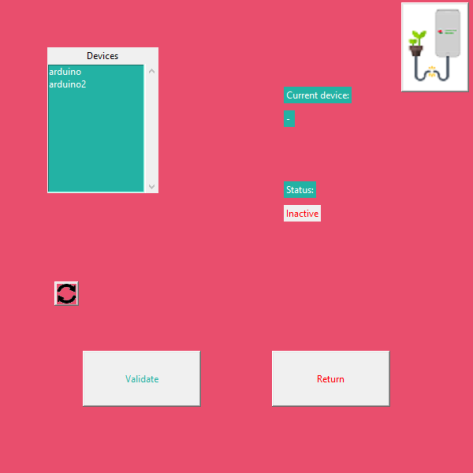 Devices
arduino
arduino2
Current device:
-
Status:
Inactive
Validate
Return